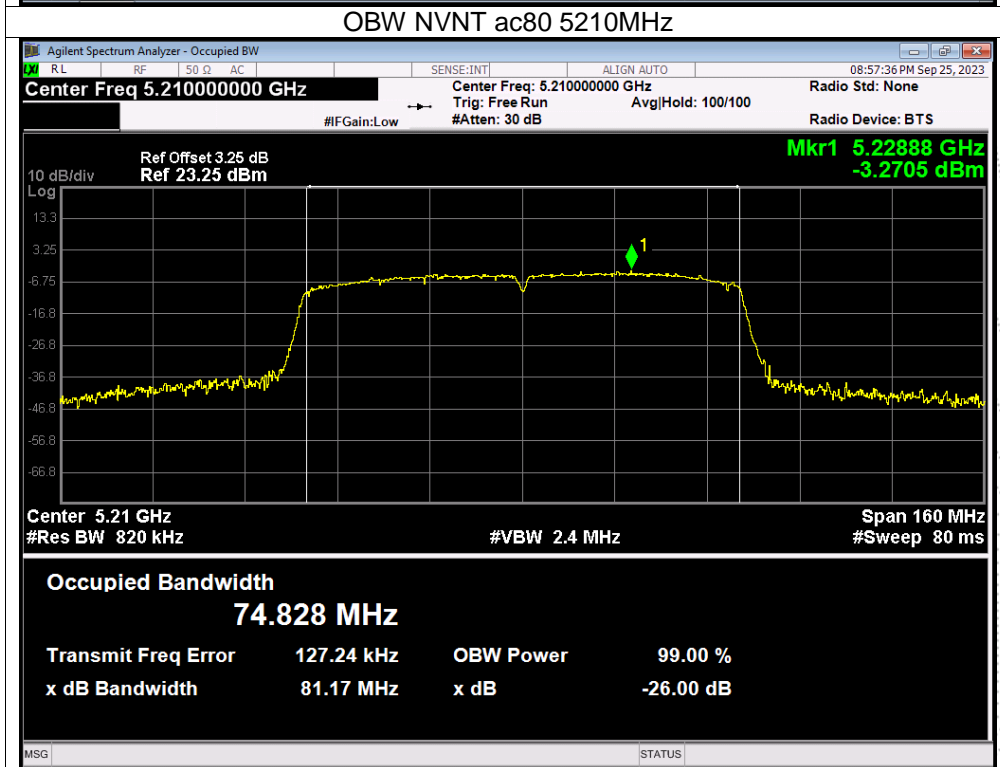 OBW NVNT ac80 5210MHz
Agilent Spectrum Analyzer - Occupied BW
LXI RL RF 50 Ω AC SENSE:INT ALIGN AUTO 08:57:36 PM Sep 25, 2023
Center Freq 5.210000000 GHz Center Freq: 5.210000000 GHz Radio Std: None
Trig: Free Run Avg|Hold: 100/100
#IFGain:Low #Atten: 30 dB Radio Device: BTS
Mkr1 5.22888 GHz
-3.2705 dBm
Ref Offset 3.25 dB
10 dB/div Ref 23.25 dBm
Log
13.3
3.25
1
-6.75
-16.8
-26.8
-36.8
-46.8
-56.8
-66.8
Center 5.21 GHz Span 160 MHz
#Res BW 820 kHz #VBW 2.4 MHz #Sweep 80 ms
Occupied Bandwidth
74.828 MHz
Transmit Freq Error 127.24 kHz OBW Power 99.00 %
x dB Bandwidth 81.17 MHz x dB -26.00 dB
MSG STATUS